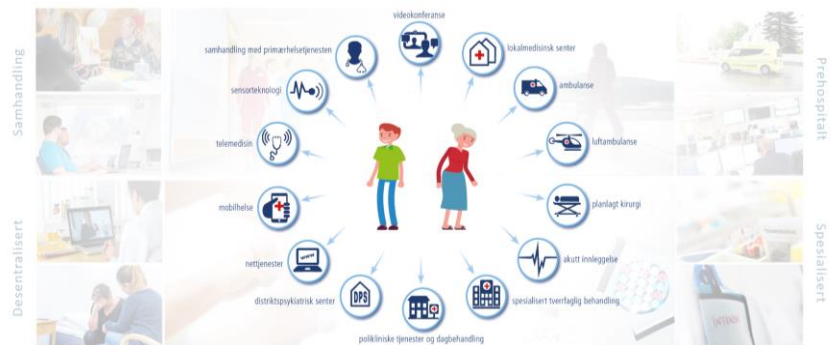 videokonferanse
samhandling med primærhelsetjenesten
lokalmedisinsk senter
sensorteknologi
ambulanse
telemedisin
luftambulanse
mobilhelse
planlagt kirurgi
nettjenester
www
akutt innleggelse
distriktspsykiatrisk senter
DPS
spesialisert tverrfaglig behandling
polikliniske tjenester og dagbehandling
Samhandling
Desentralisert
Prehospitalt
Spesialisert